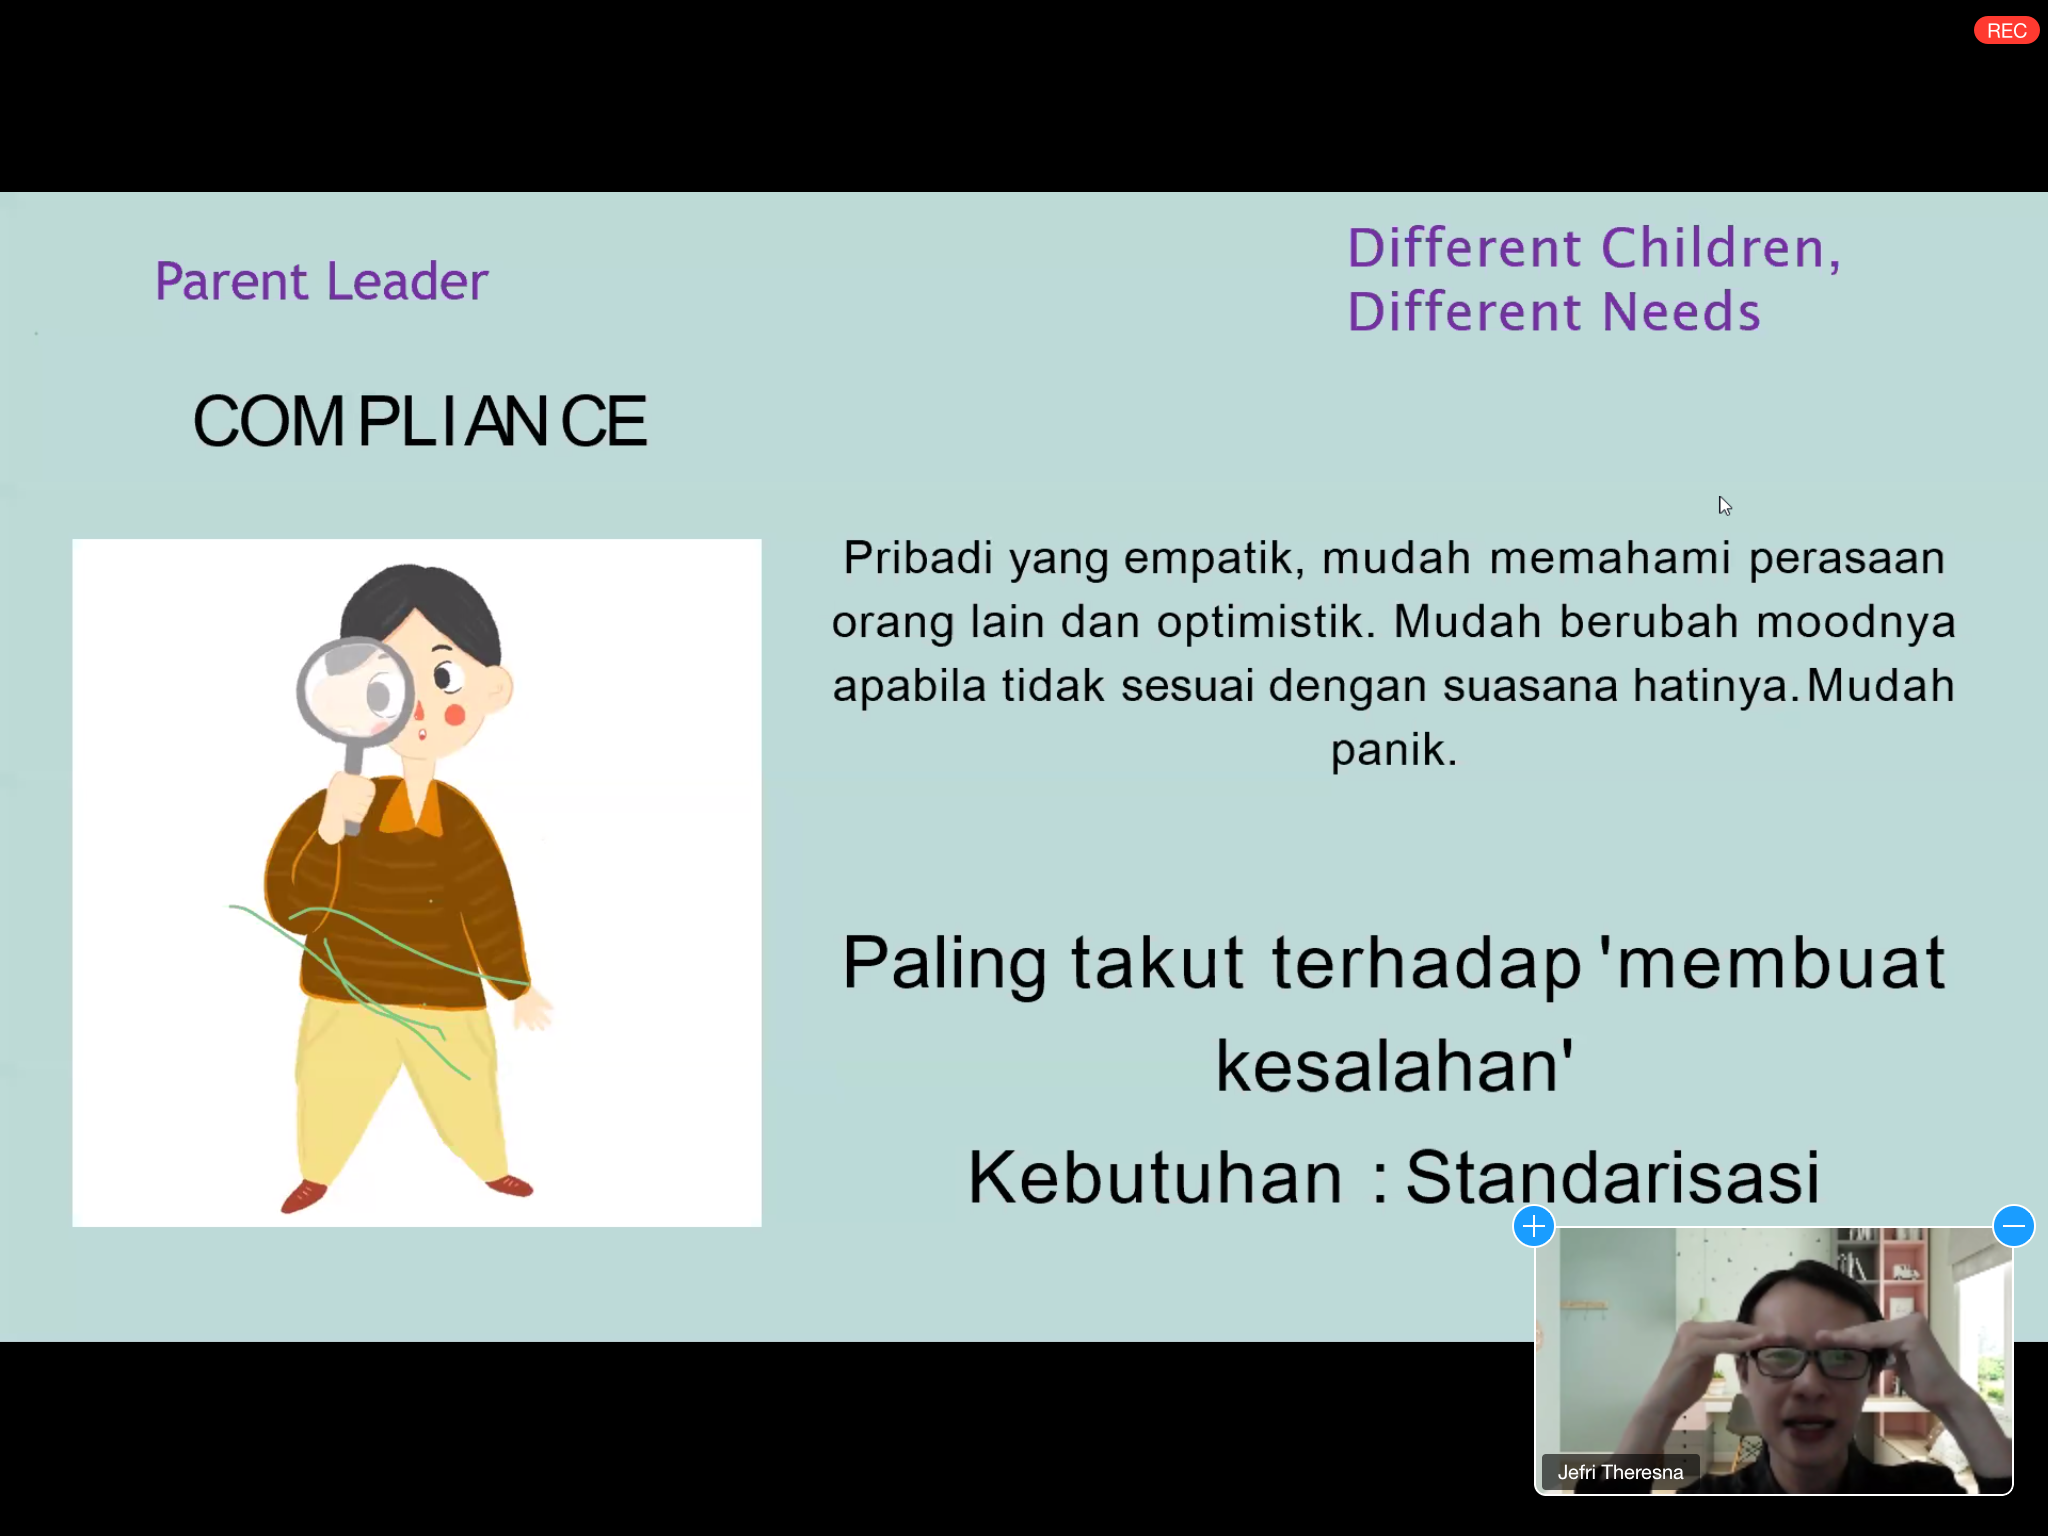 REC
Parent Leader
Different Children,
Different Needs
COMPLIANCE
Pribadi yang empatik, mudah memahami perasaan
orang lain dan optimistik. Mudah berubah moodnya
apabila tidak sesuai dengan suasana hatinya. Mudah
panik.
Paling takut terhadap 'membuat
kesalahan'
Kebutuhan : Standarisasi
Jefri Theresna